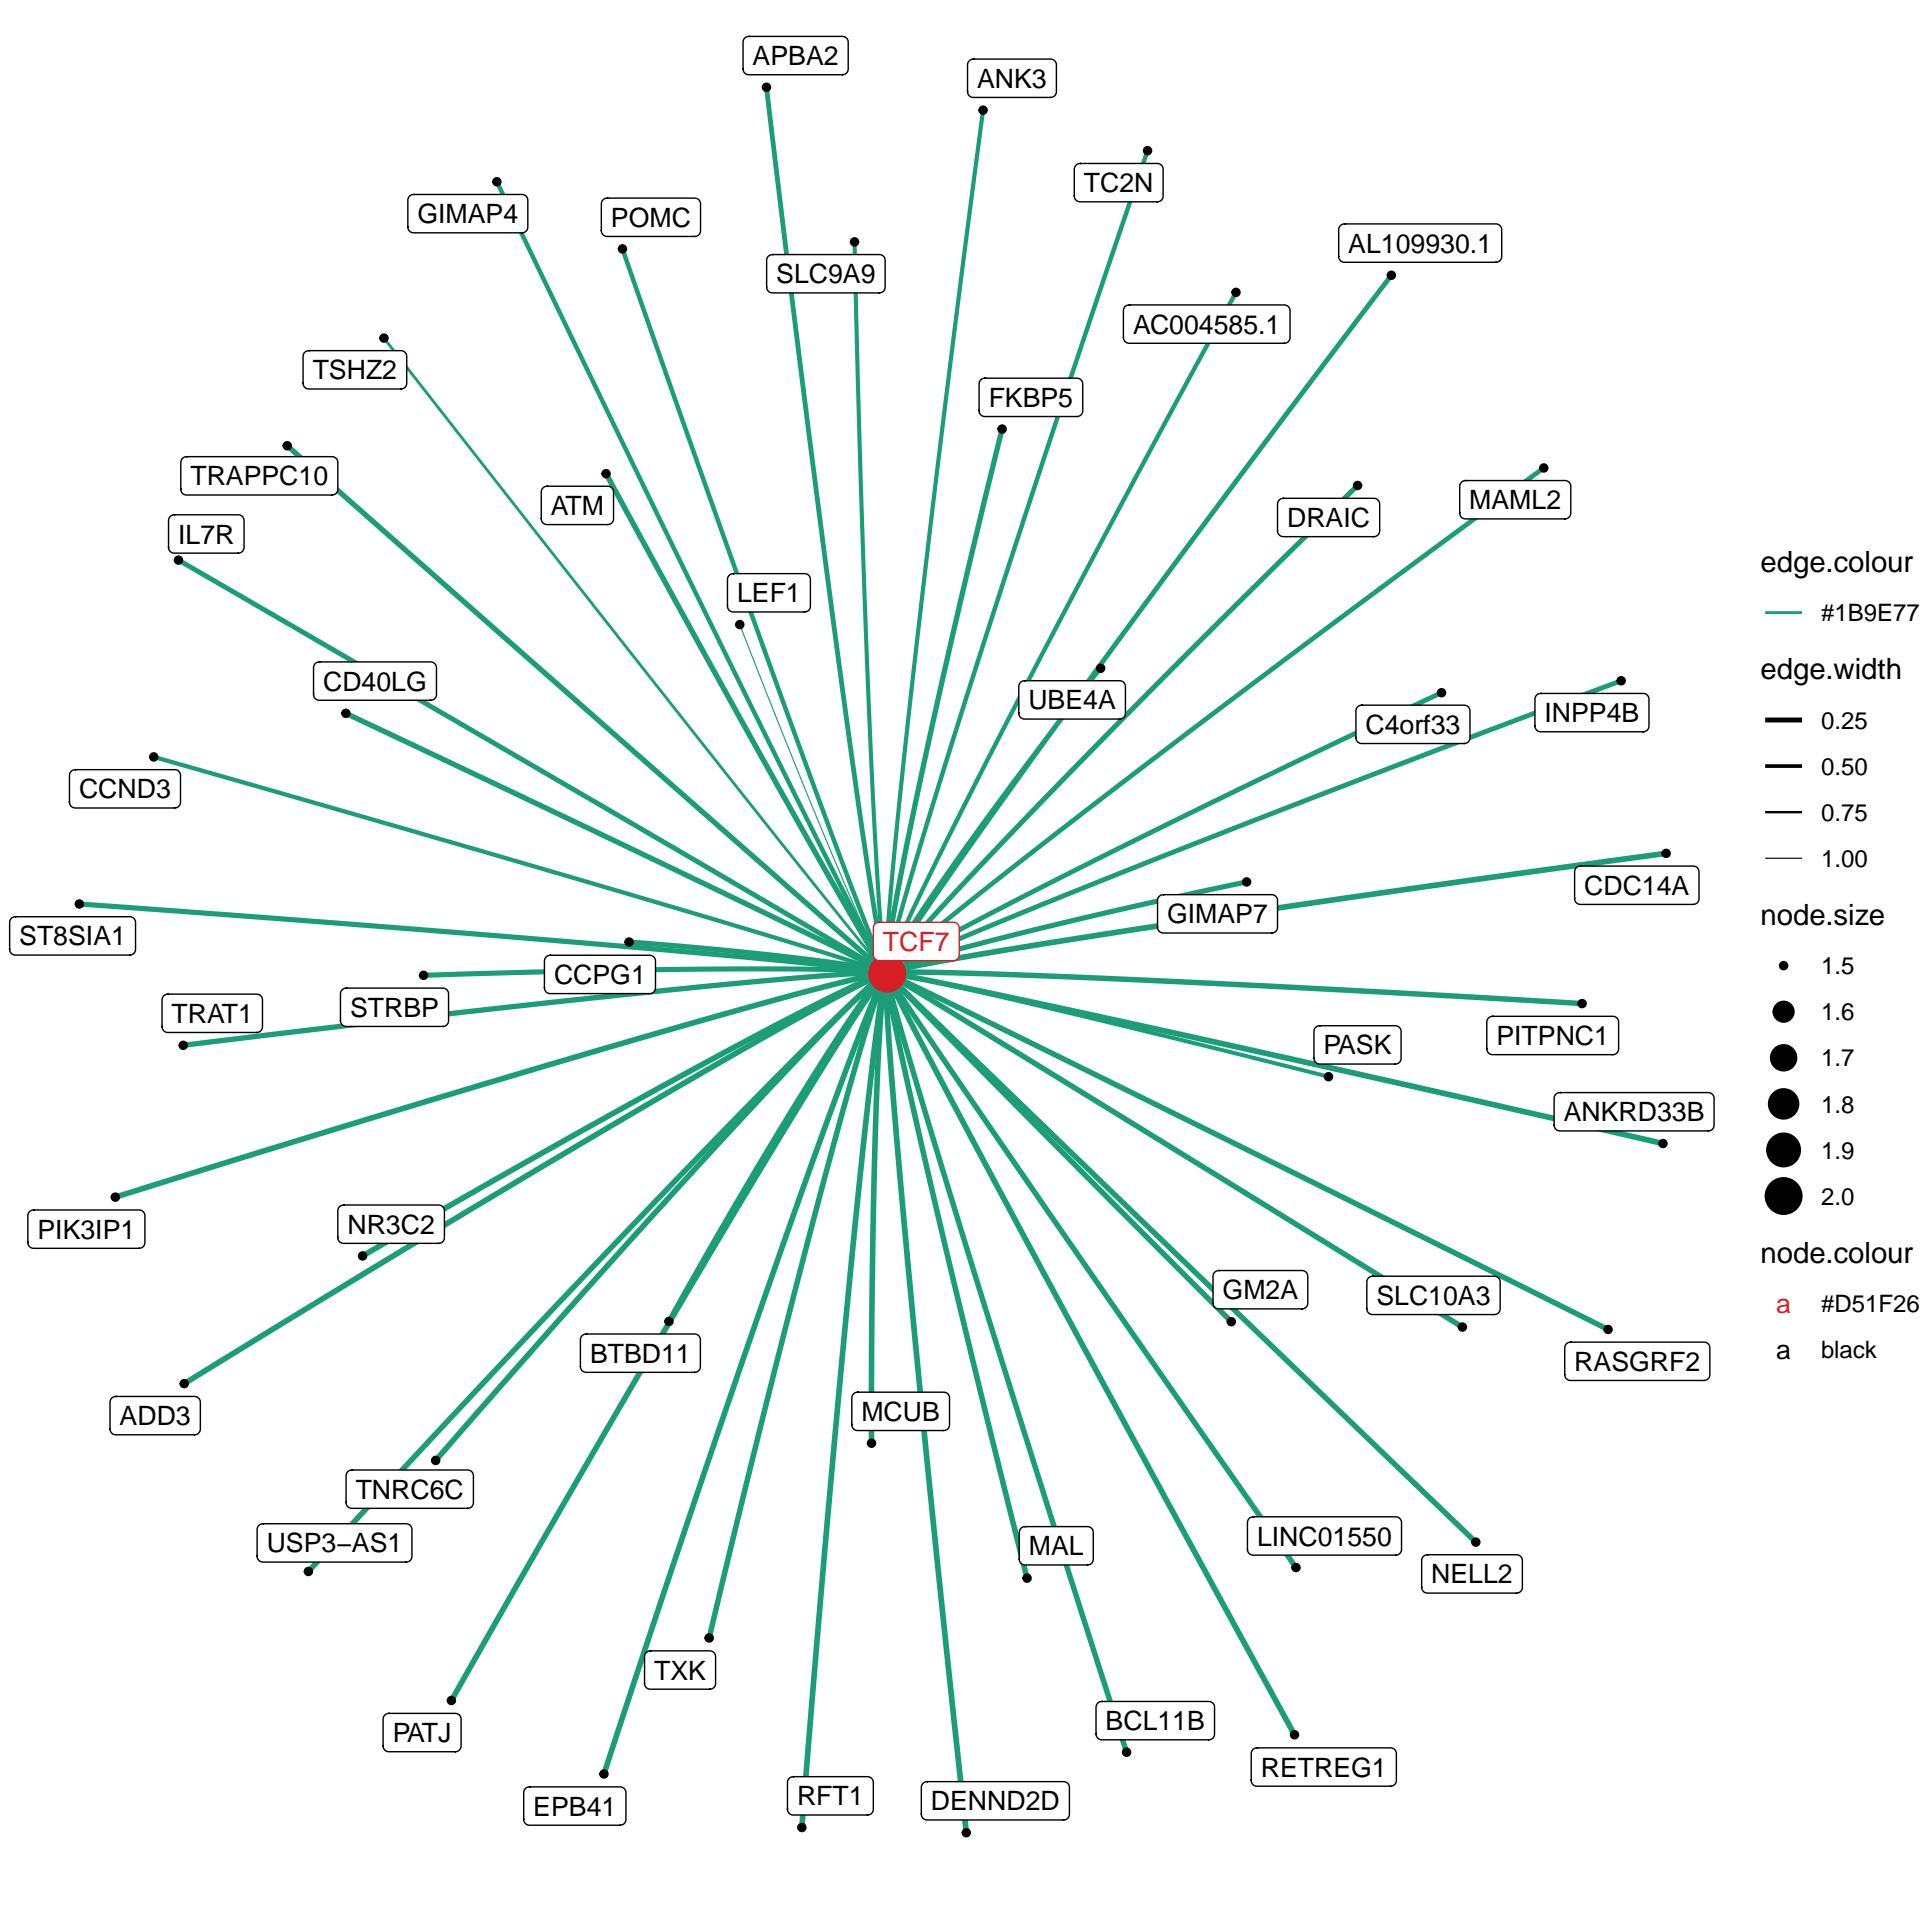 APBA2
ANK3
TC2N
GIMAP4
POMC
AL109930.1
SLC9A9
AC004585.1
TSHZ2
FKBP5
TRAPPC10
MAML2
ATM
DRAIC
IL7R
LEF1
CD40LG
UBE4A
INPP4B
C4orf33
CCND3
CDC14A
GIMAP7
ST8SIA1
TCF7
CCPG1
STRBP
TRAT1
PITPNC1
PASK
ANKRD33B
NR3C2
PIK3IP1
GM2A
SLC10A3
BTBD11
RASGRF2
MCUB
ADD3
TNRC6C
USP3−AS1
LINC01550
MAL
NELL2
TXK
BCL11B
PATJ
RETREG1
RFT1
DENND2D
EPB41
edge.colour
#1B9E77
edge.width
0.25
0.50
0.75
1.00
node.size
1.5
1.6
1.7
1.8
1.9
2.0
node.colour
a #D51F26
a black